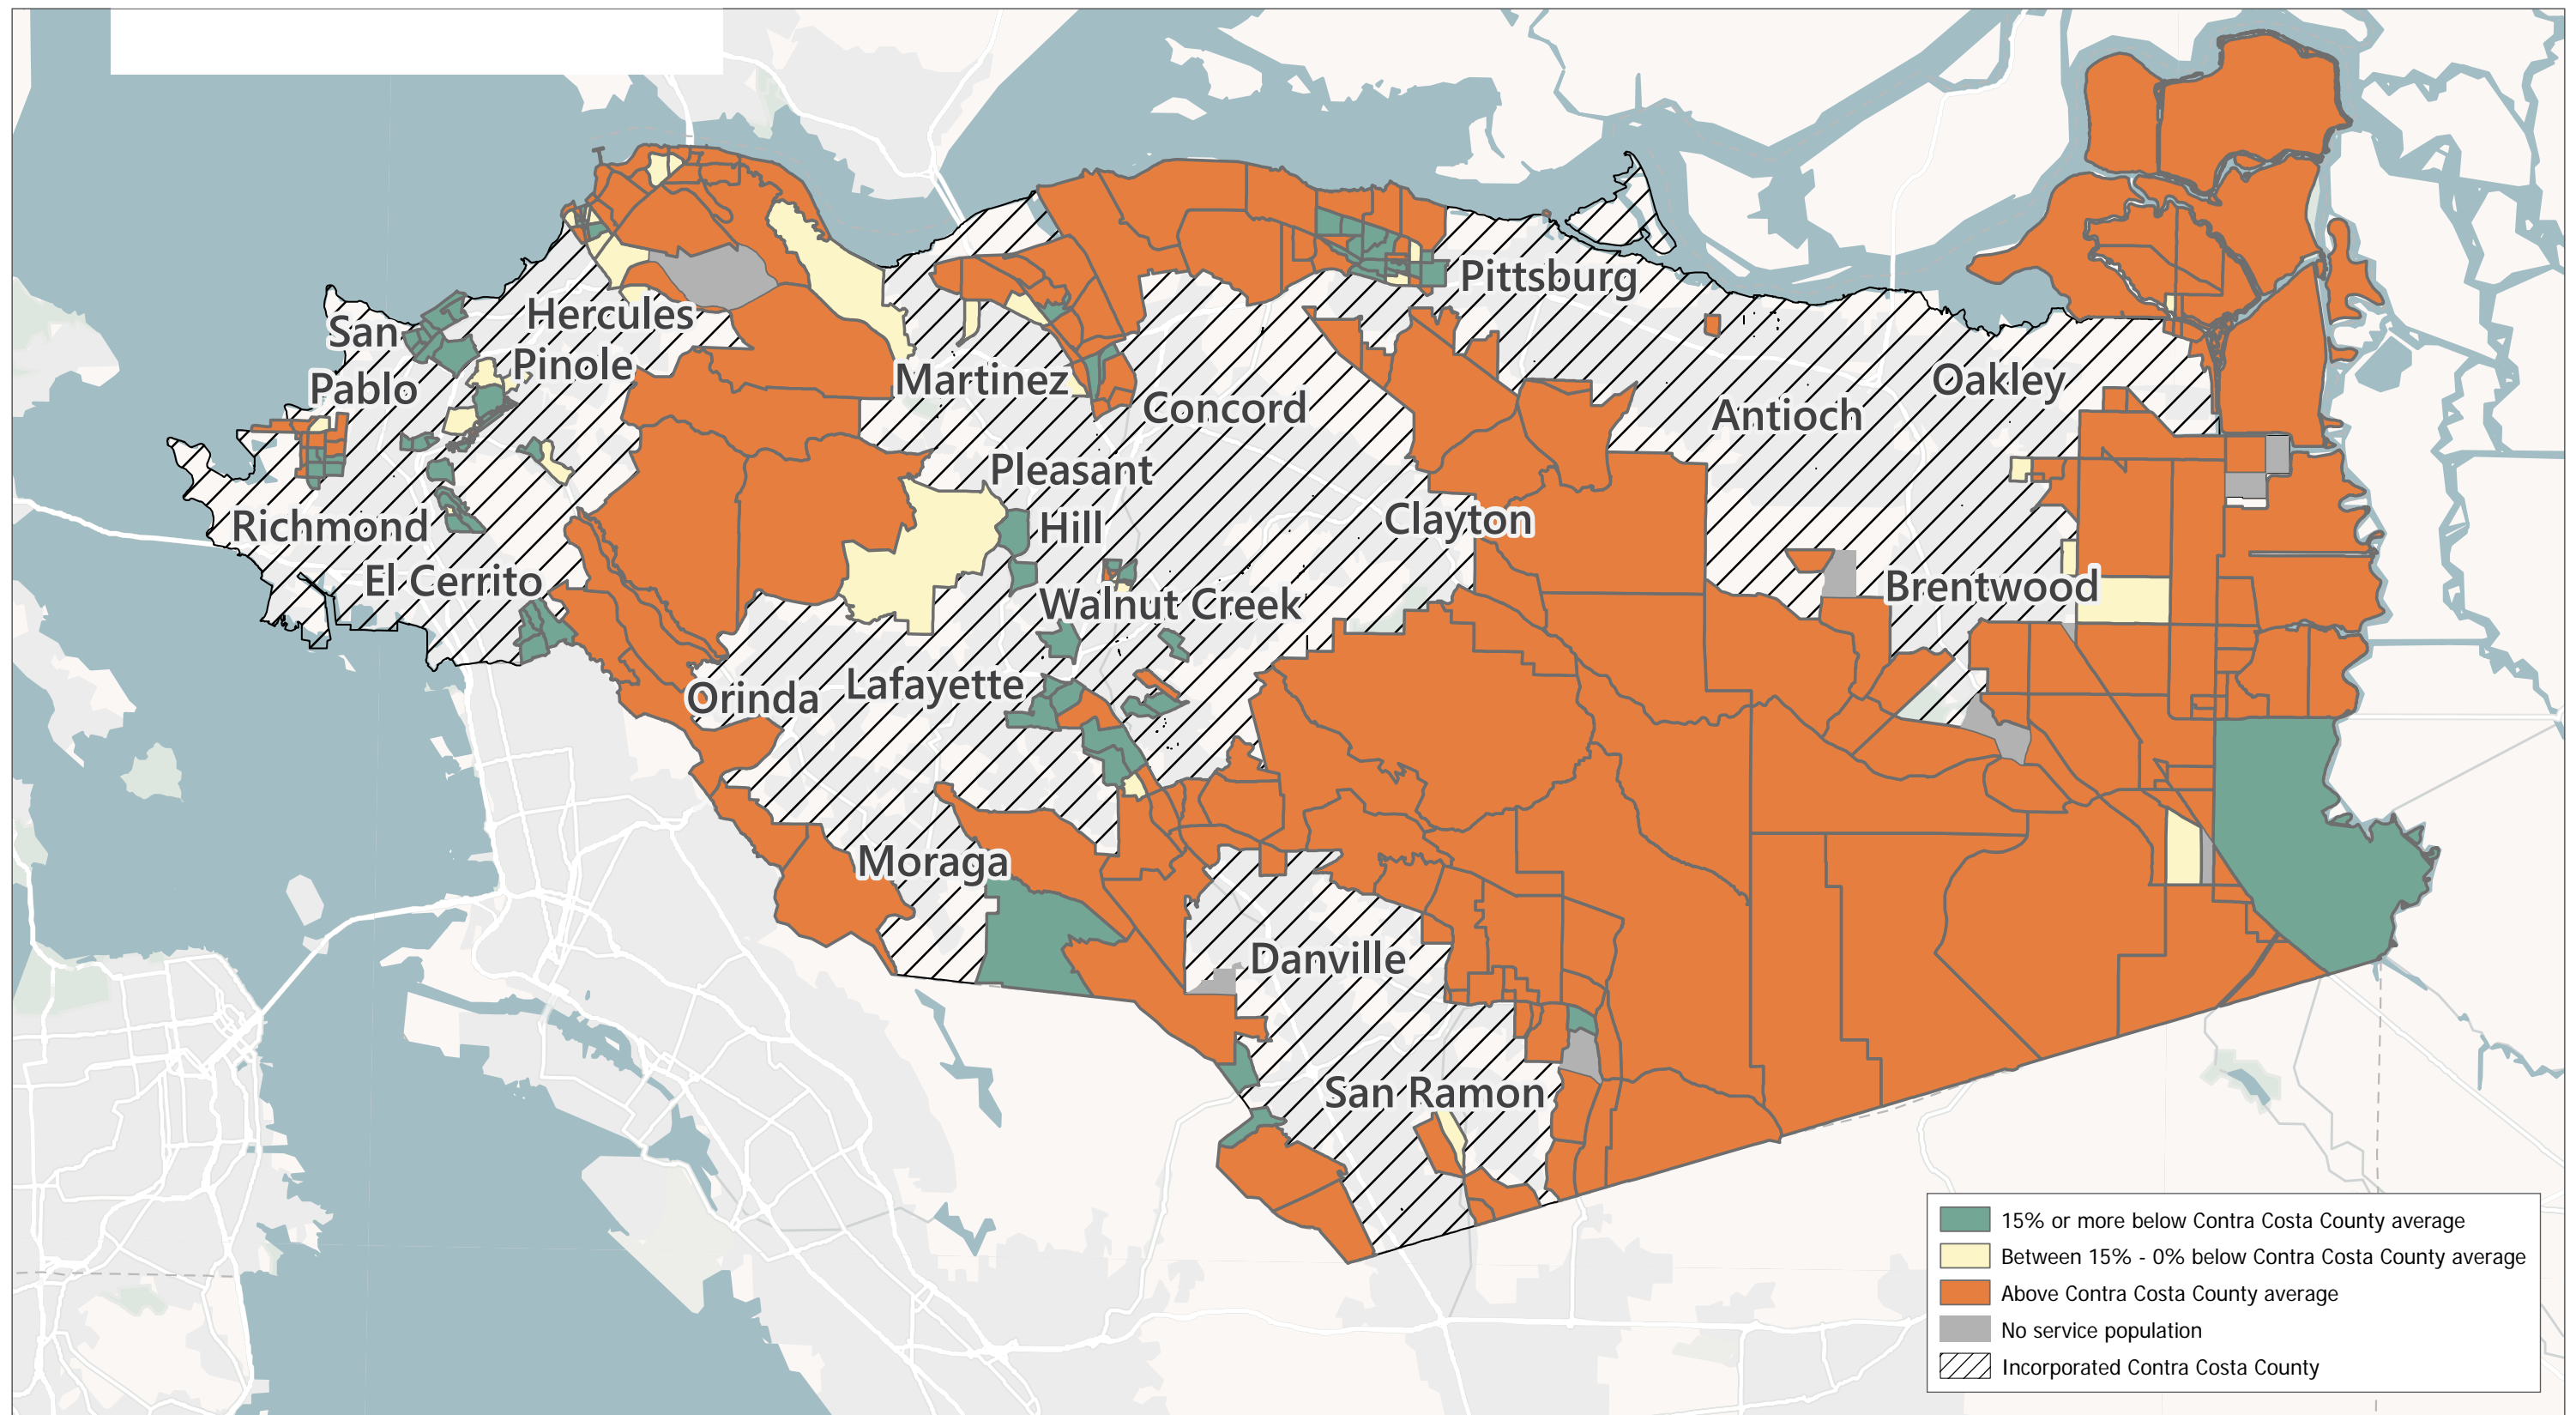 Hercules
San
Pinole
Pablo
Richmond
El Cerrito
Martinez
Concord
Pleasant
Hill
Walnut Creek
Clayton
Pittsburg
Antioch
Oakley
Brentwood
Orinda
Lafayette
Moraga
Danville
San Ramon
15% or more below Contra Costa County average
Between 15% - 0% below Contra Costa County average
Above Contra Costa County average
No service population
Incorporated Contra Costa County